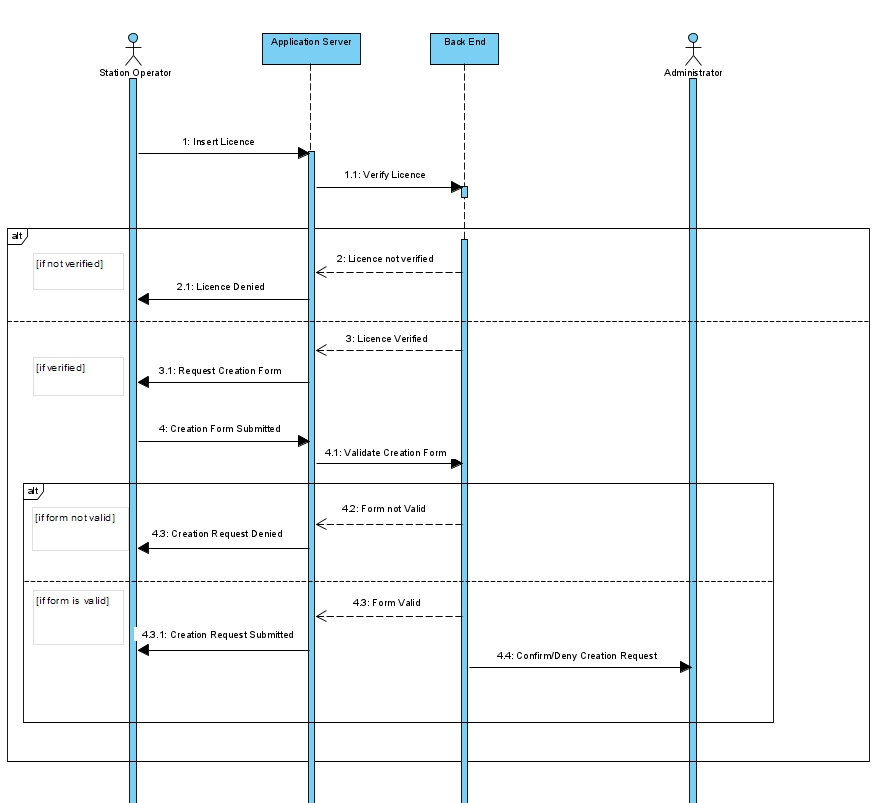 Application Server
Back End
Station Operator
Administrator
1: Insert Licence
1.1: Verify Licence
alt
[if not verified]
2: Licence not verified
2.1: Licence Denied
3: Licence Verified
[if verified]
3.1: Request Creation Form
4: Creation Form Submitted
4.1: Validate Creation Form
alt
[if form not valid]
4.2: Form not Valid
4.3: Creation Request Denied
[if form is valid]
4.3: Form Valid
4.3.1: Creation Request Submitted
4.4: Confirm/Deny Creation Request